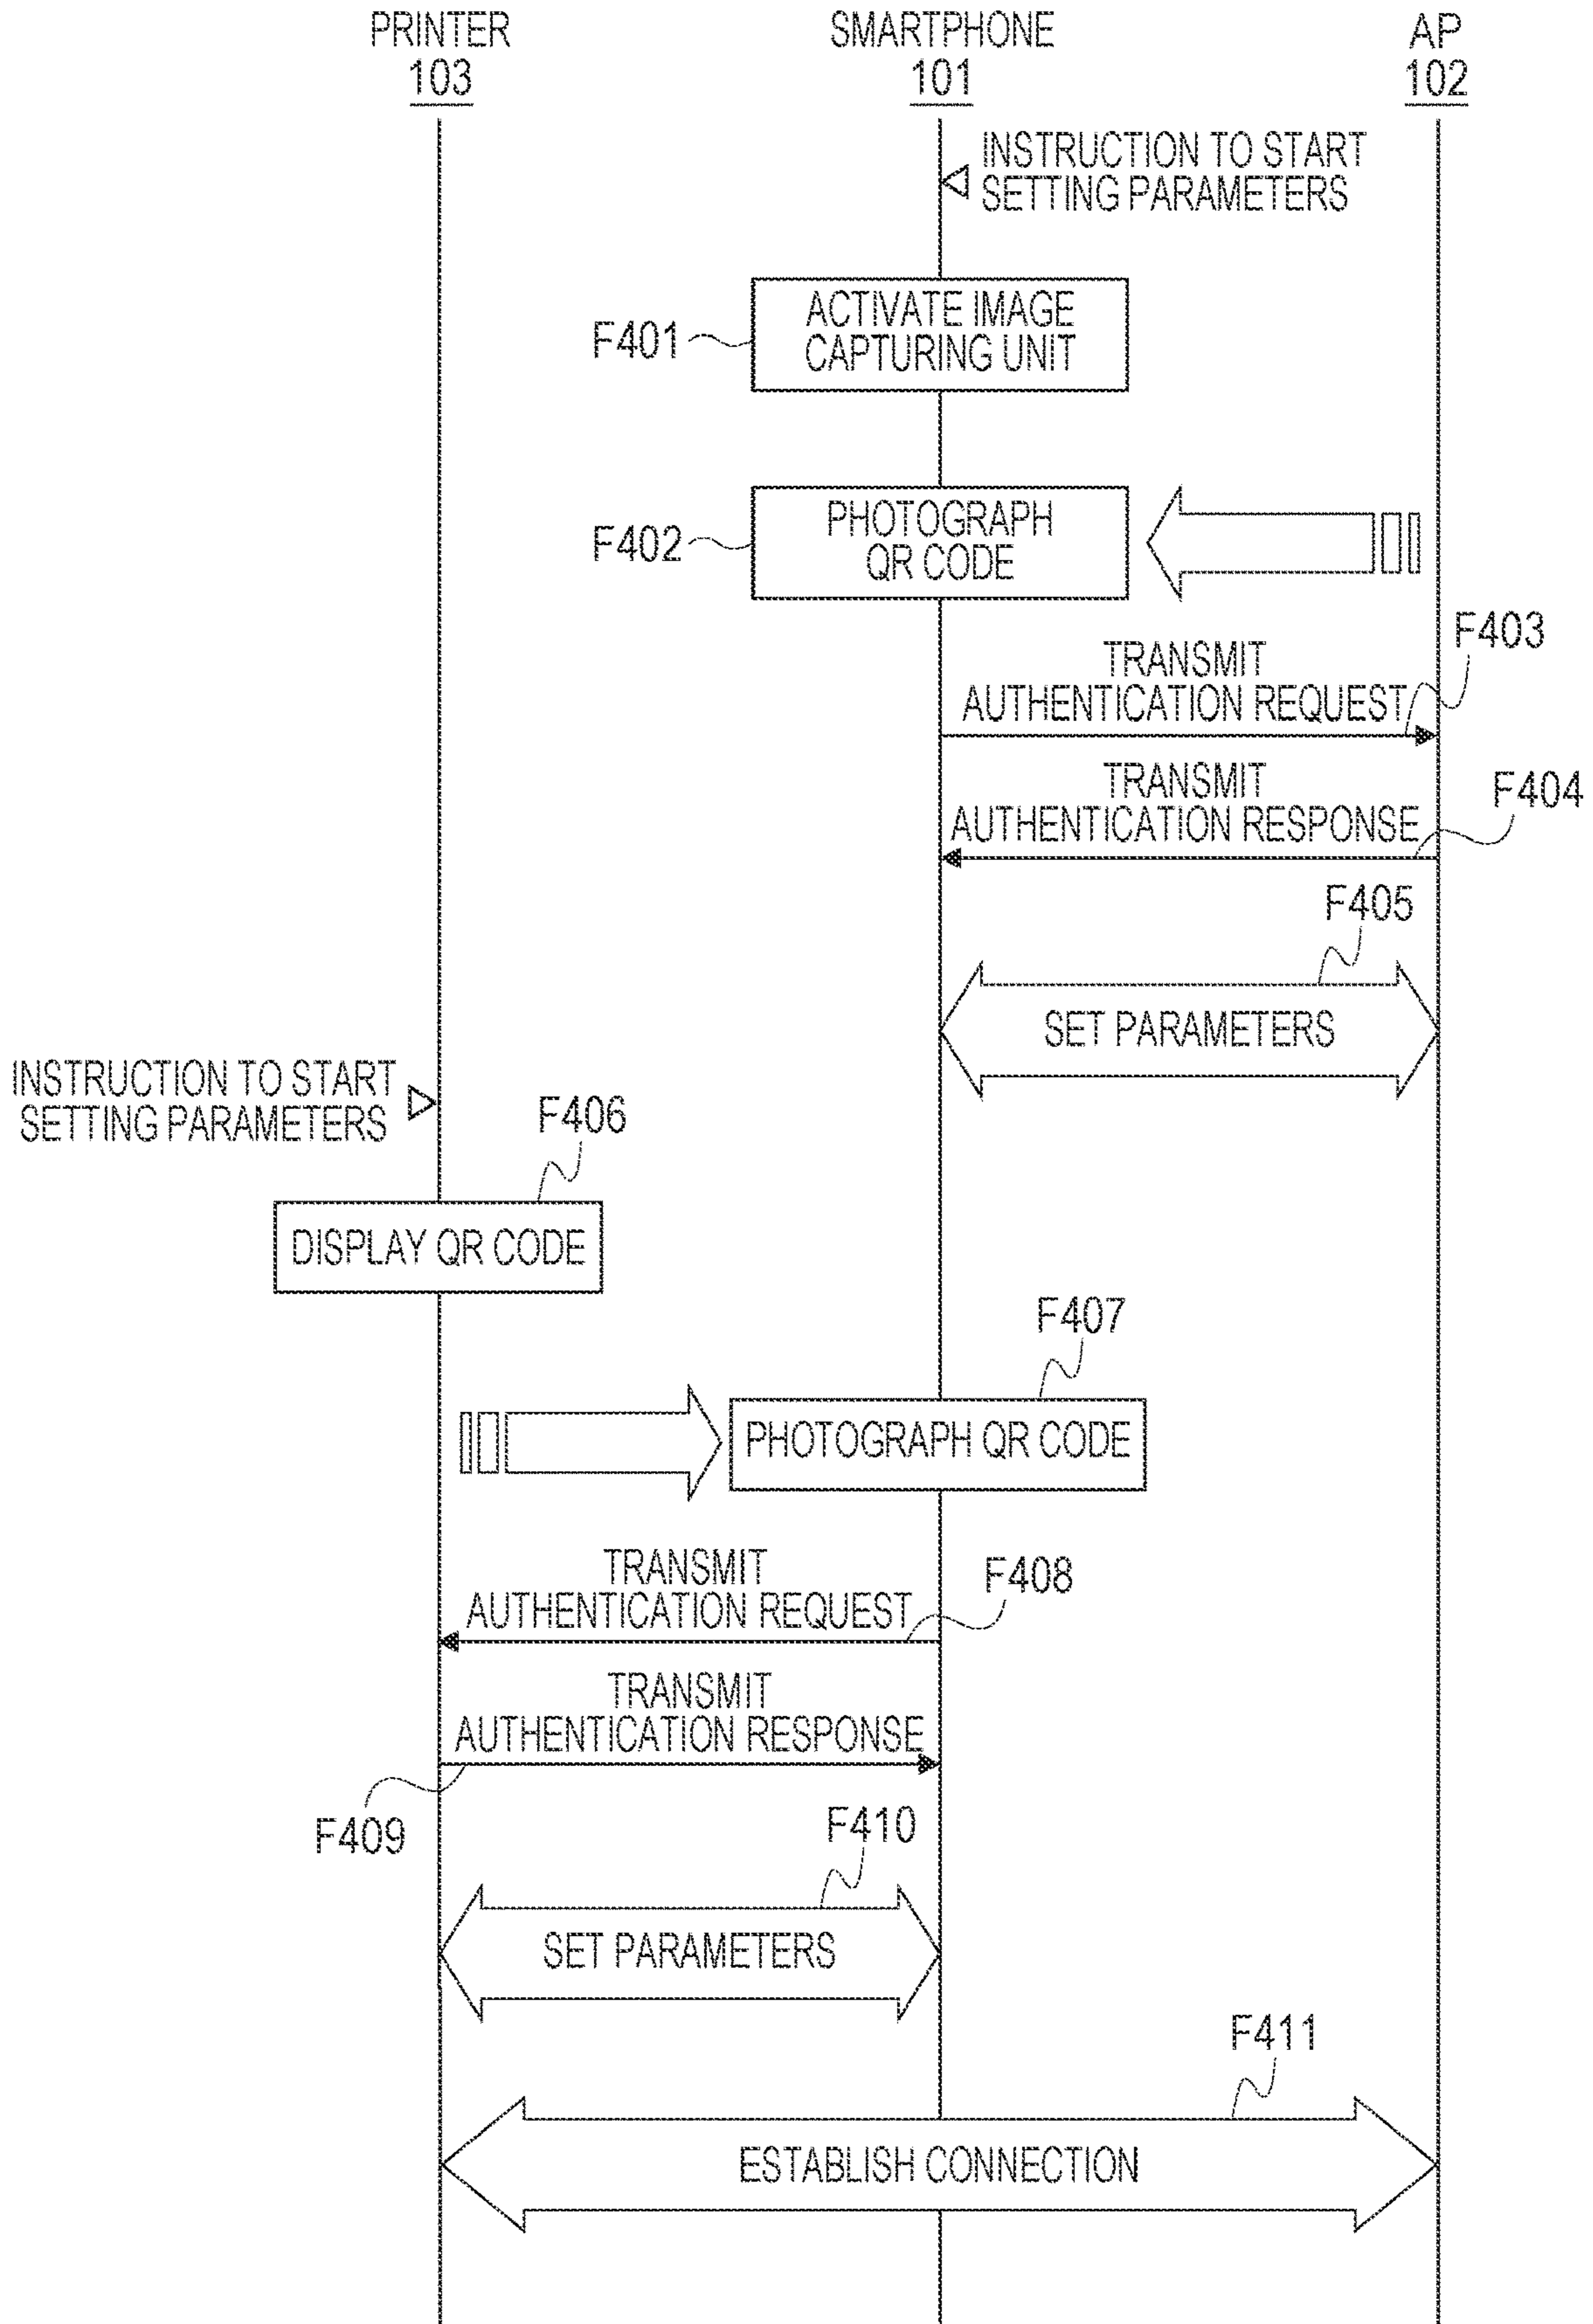 PRINTER
103
SMARTPHONE
101
AP
102
INSTRUCTION TO START
SETTING PARAMETERS
F401
ACTIVATE IMAGE
CAPTURING UNIT
F402
PHOTOGRAPH
QR CODE
F403
TRANSMIT
AUTHENTICATION REQUEST
F404
TRANSMIT
AUTHENTICATION RESPONSE
F405
SET PARAMETERS
INSTRUCTION TO START
SETTING PARAMETERS
F406
DISPLAY QR CODE
F407
PHOTOGRAPH QR CODE
F408
TRANSMIT
AUTHENTICATION REQUEST
TRANSMIT
AUTHENTICATION RESPONSE
F409
F410
SET PARAMETERS
F411
ESTABLISH CONNECTION